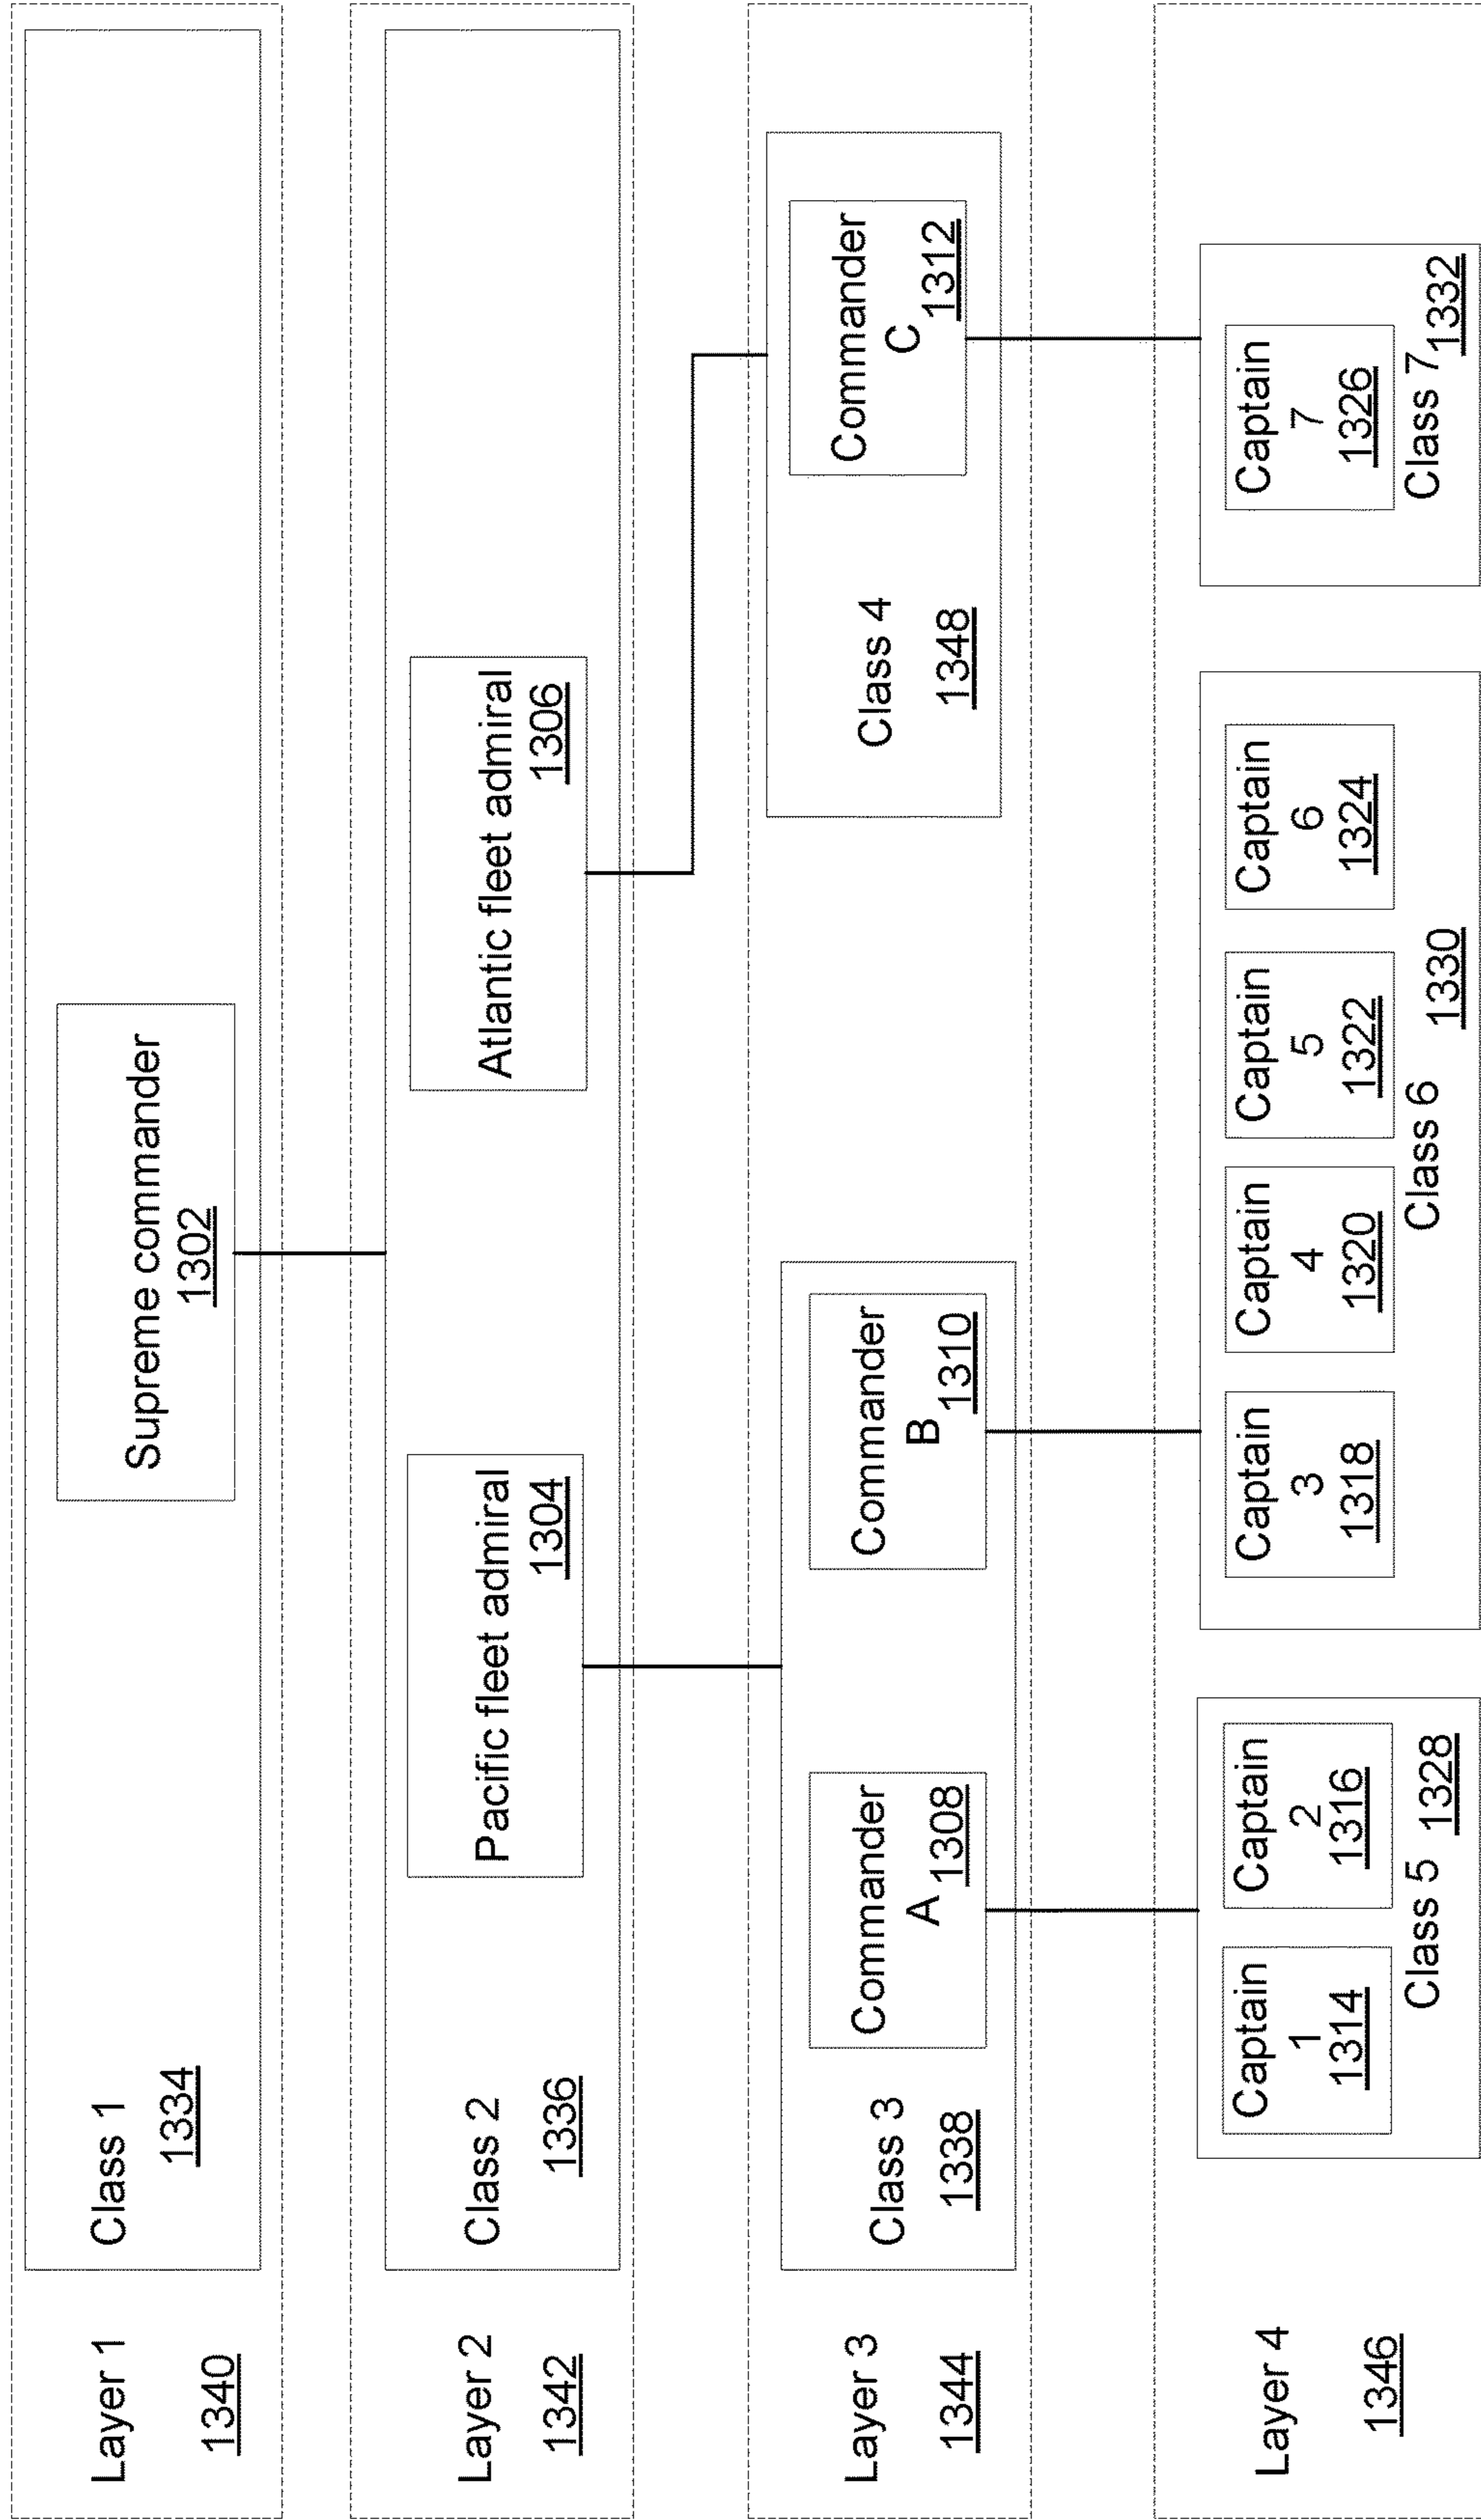 Layer 1
1340
Class 1
1334
Supreme commander
1302
Layer 2
1342
Class 2
1336
Pacific fleet admiral
1304
Atlantic fleet admiral
1306
Layer 3
1344
Class 3
1338
Commander
A
1308
Commander
B
1310
Class 4
1348
Commander
C
1312
Layer 4
1346
Captain
1
1314
Captain
2
1316
Class 5
1328
Captain
3
1318
Captain
4
1320
Captain
5
1322
Captain
6
1324
Class 6
1330
Captain
7
1326
Class 7
1332